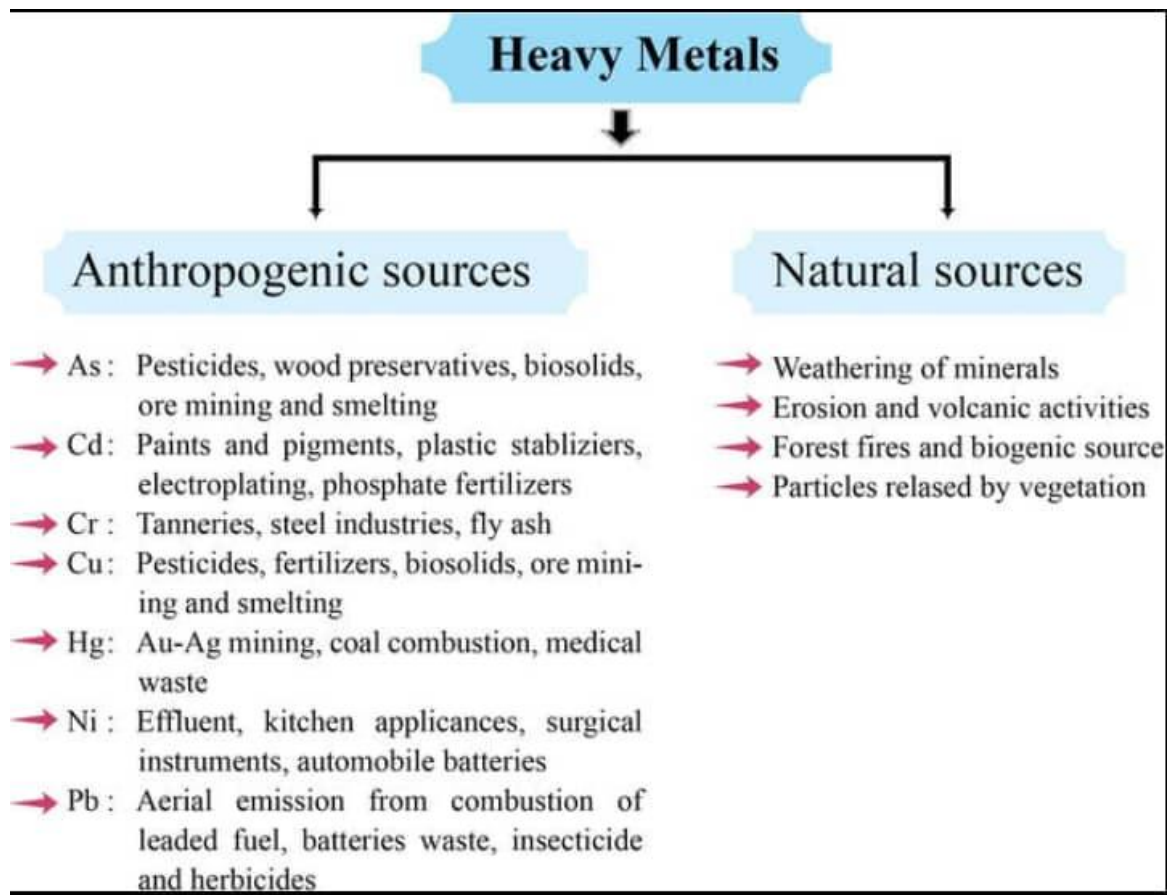 Heavy Metals
Anthropogenic sources
As: Pesticides, wood preservatives, biosolids,
ore mining and smelting
Cd: Paints and pigments, plastic stabliziers,
electroplating, phosphate fertilizers
Cr : Tanneries, steel industries, fly ash
Cu: Pesticides, fertilizers, biosolids, ore mini-
ing and smelting
Hg: Au-Ag mining, coal combustion, medical
waste
Ni : Effluent, kitchen applicances, surgical
instruments, automobile batteries
Pb : Aerial emission from combustion of
leaded fuel, batteries waste, insecticide
and herbicides
Natural sources
Weathering of minerals
Erosion and volcanic activities
Forest fires and biogenic source
Particles relased by vegetation